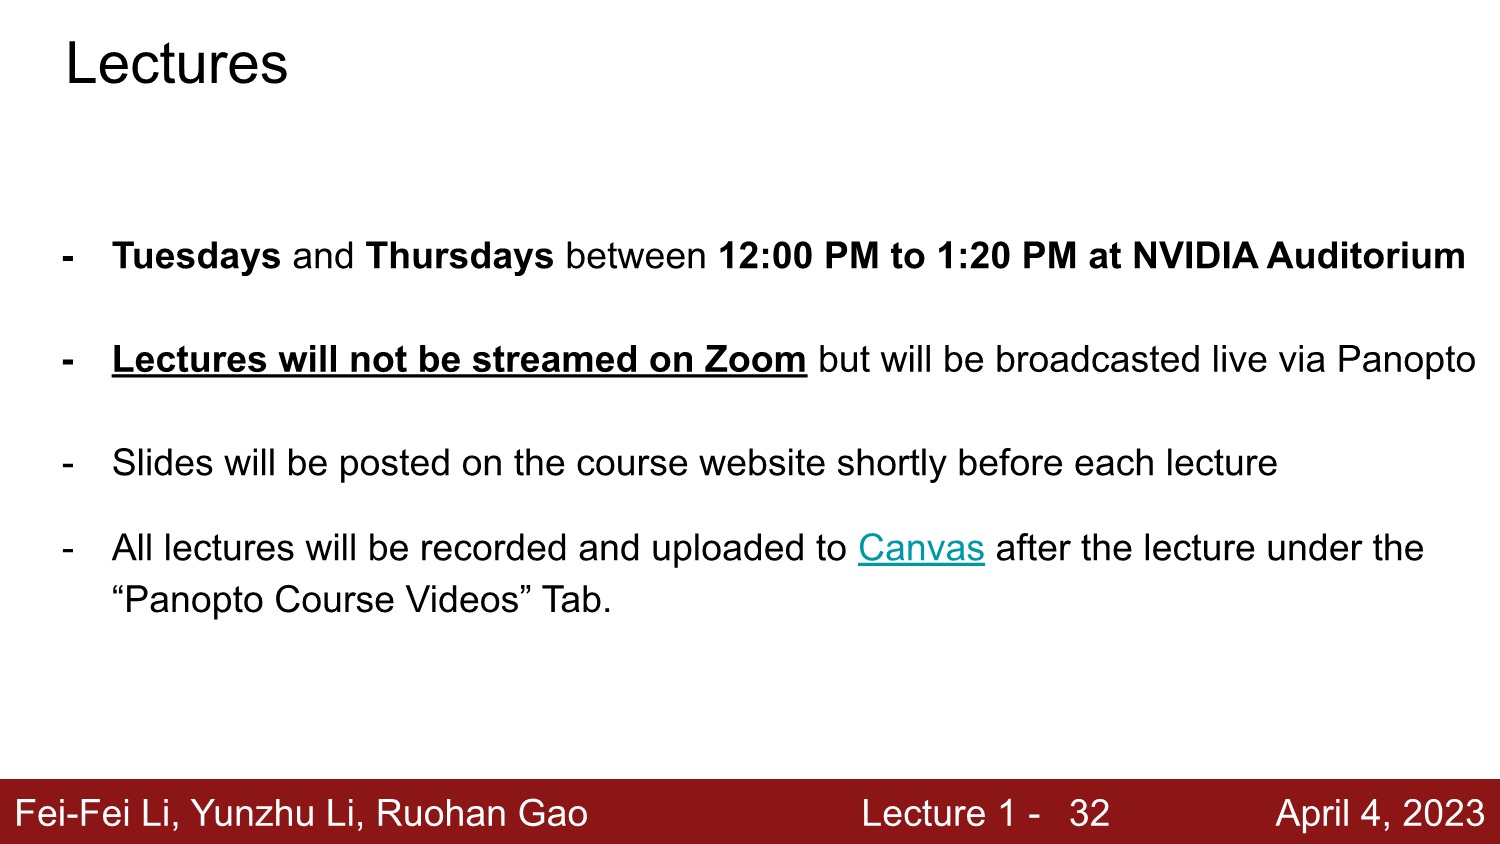 Lectures
- Tuesdays and Thursdays between 12:00 PM to 1:20 PM at NVIDIA Auditorium
- Lectures will not be streamed on Zoom but will be broadcasted live via Panopto
- Slides will be posted on the course website shortly before each lecture
- All lectures will be recorded and uploaded to Canvas after the lecture under the
“Panopto Course Videos” Tab.
Fei-Fei Li, Yunzhu Li, Ruohan Gao Lecture 1 - 32 April 4, 2023